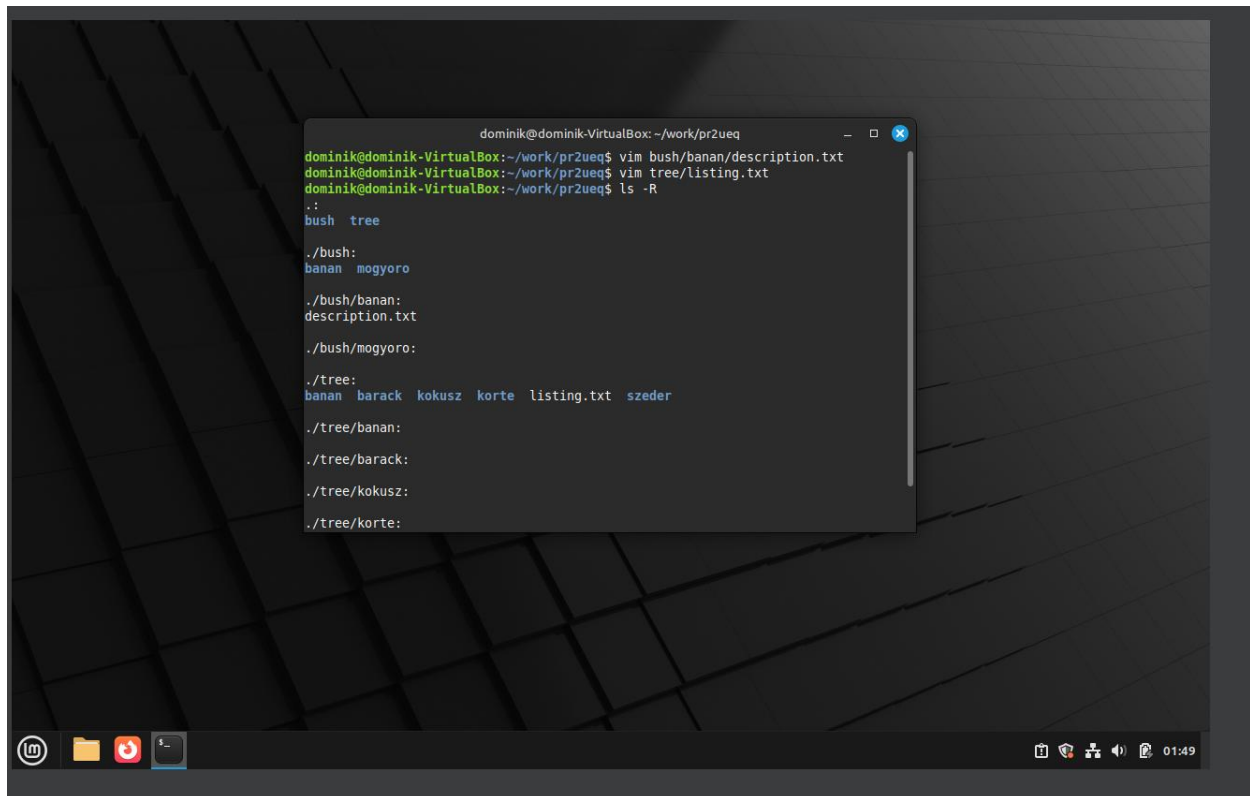 dominik@dominik-VirtualBox: ~/work/pr2ueq
dominik@dominik-VirtualBox:~/work/pr2ueq$ vim bush/banan/description.txt
dominik@dominik-VirtualBox:~/work/pr2ueq$ vim tree/listing.txt
dominik@dominik-VirtualBox:~/work/pr2ueq$ ls -R
.:
bush  tree
./bush:
banan  mogyoro
./bush/banan:
description.txt
./bush/mogyoro:
./tree:
banan  barack  kokusz  korte  listing.txt  szeder
./tree/banan:
./tree/barack:
./tree/kokusz:
./tree/korte:
01:49